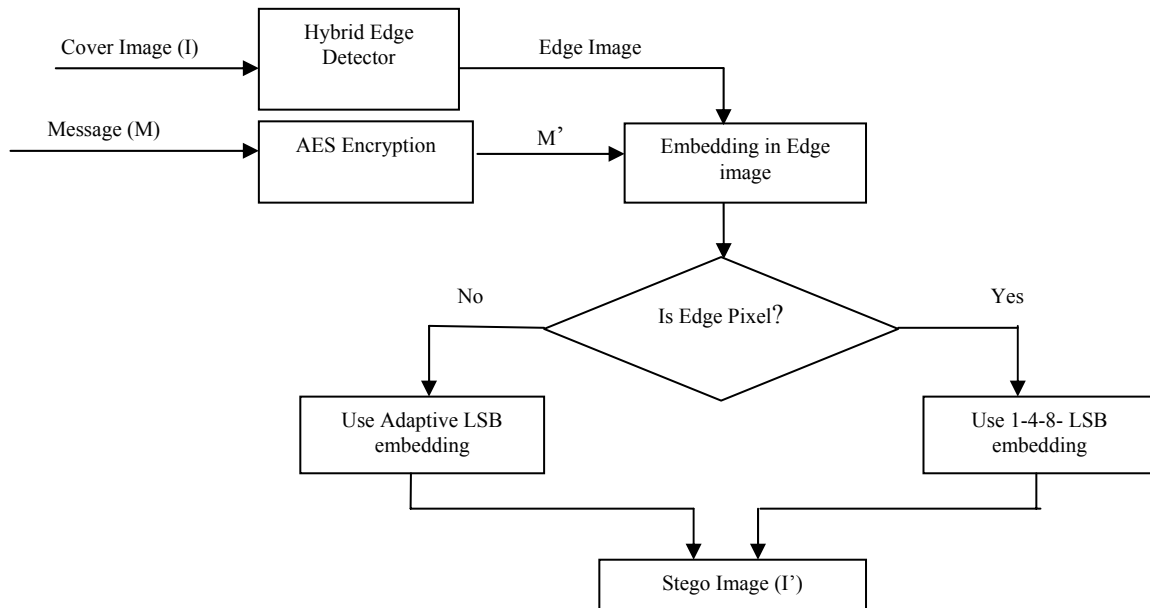 Cover Image (I)
Hybrid Edge
Detector
Edge Image
Message (M)
AES Encryption
M’
Embedding in Edge
image
No
Is Edge Pixel?
Yes
Use Adaptive LSB
embedding
Use 1-4-8- LSB
embedding
Stego Image (I’)